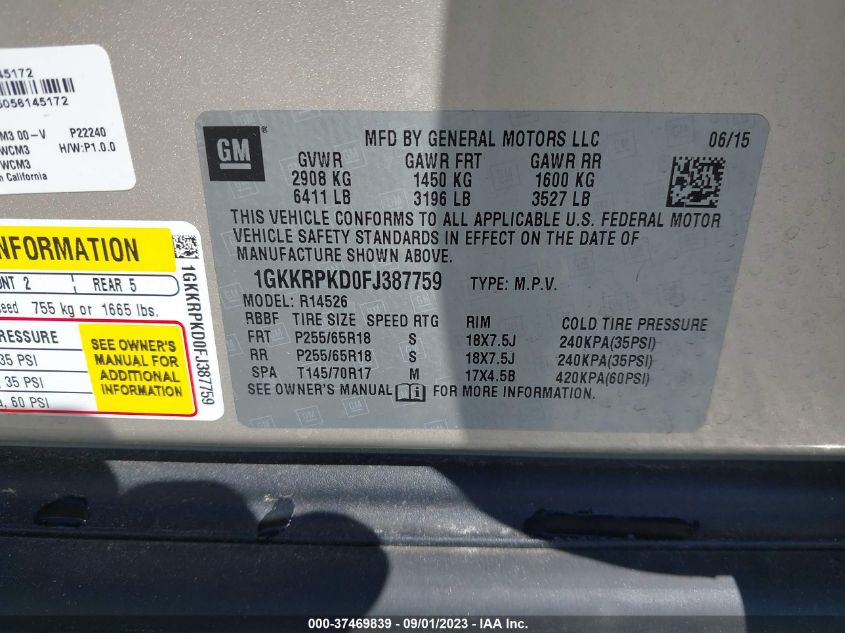 45172
5056145172
M3 00-V P22240
WCM3 H/W:P1.0.0
WCM3
n California
NFORMATION
NT 2 REAR 5
eed 755 kg or 1665 lbs.
RESSURE
35 PSI
, 35 PSI
a, 60 PSI
SEE OWNER'S
MANUAL FOR
ADDITIONAL
INFORMATION
1GKKRPKD0FJ387759
GM ®
MFD BY GENERAL MOTORS LLC 06/15
GVWR GAWR FRT GAWR RR
2908 KG 1450 KG 1600 KG
6411 LB 3196 LB 3527 LB
THIS VEHICLE CONFORMS TO ALL APPLICABLE U.S. FEDERAL MOTOR
VEHICLE SAFETY STANDARDS IN EFFECT ON THE DATE OF
MANUFACTURE SHOWN ABOVE.
1GKKRPKD0FJ387759 TYPE: M.P.V.
MODEL: R14526
RBBF TIRE SIZE SPEED RTG RIM COLD TIRE PRESSURE
FRT P255/65R18 S 18X7.5J 240KPA(35PSI)
RR P255/65R18 S 18X7.5J 240KPA(35PSI)
SPA T145/70R17 M 17X4.5B 420KPA(60PSI)
SEE OWNER'S MANUAL FOR MORE INFORMATION.
000-37469839 - 09/01/2023 - IAA Inc.